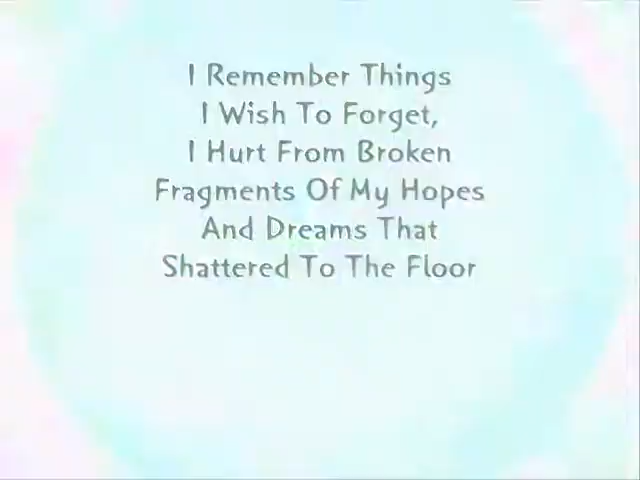 I Remember Things
I Wish To Forget,
I Hurt From Broken
Fragments Of My Hopes
And Dreams That
Shattered To The Floor